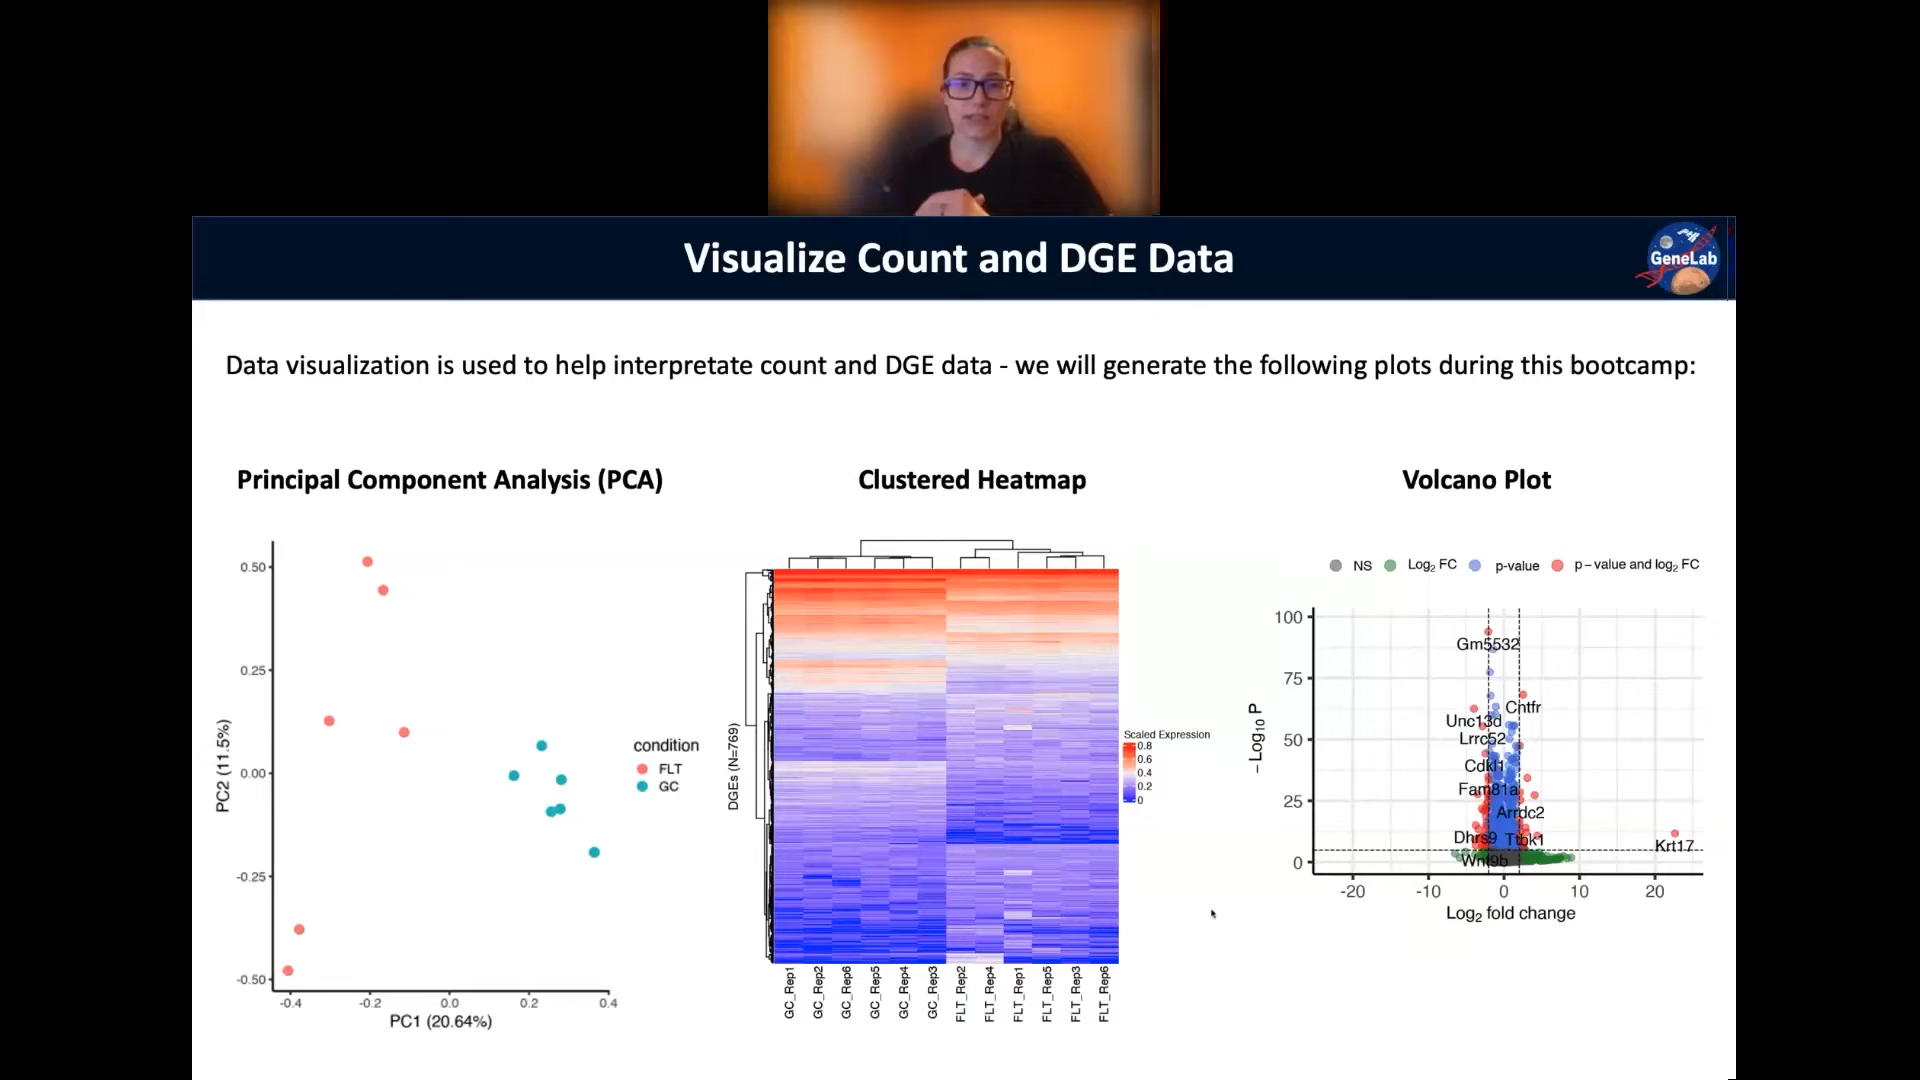 Visualize Count and DGE Data
GeneLab
Data visualization is used to help interpretate count and DGE data - we will generate the following plots during this bootcamp:
Principal Component Analysis (PCA)
0.50
0.25
0.00
-0.25
-0.50
PC2 (11.5%)
-0.4
-0.2
0.0
0.2
0.4
PC1 (20.64%)
condition
FLT
GC
Clustered Heatmap
DGEs (N=769)
GC_Rep1
GC_Rep2
GC_Rep6
GC_Rep5
GC_Rep4
GC_Rep3
FLT_Rep2
FLT_Rep4
FLT_Rep1
FLT_Rep5
FLT_Rep3
FLT_Rep6
Scaled Expression
0.8
0.6
0.4
0.2
0
Volcano Plot
NS
Log₂ FC
p-value
p – value and log₂ FC
100
75
50
25
0
– Log₁₀ P
Gm5532
Cntfr
Unc13d
Lrrc52
Cdkl1
Fam81a
Arrdc2
Dhrs9
Ttbk1
Krt17
Wnt9b
-20
-10
0
10
20
Log₂ fold change